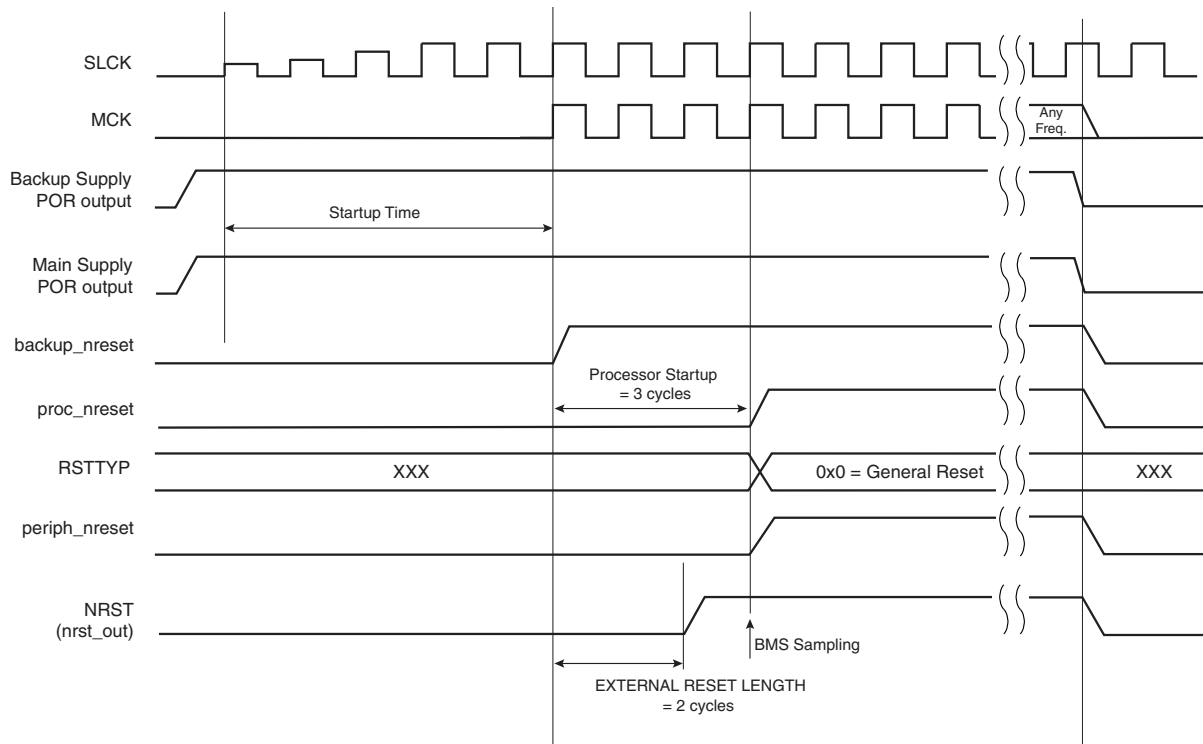 SLCK
MCK
Any
Freq.
Backup Supply
POR output
Startup Time
Main Supply
POR output
backup_nreset
Processor Startup
= 3 cycles
proc_nreset
RSTTYP
XXX
0x0 = General Reset
XXX
periph_nreset
NRST
(nrst_out)
BMS Sampling
EXTERNAL RESET LENGTH
= 2 cycles